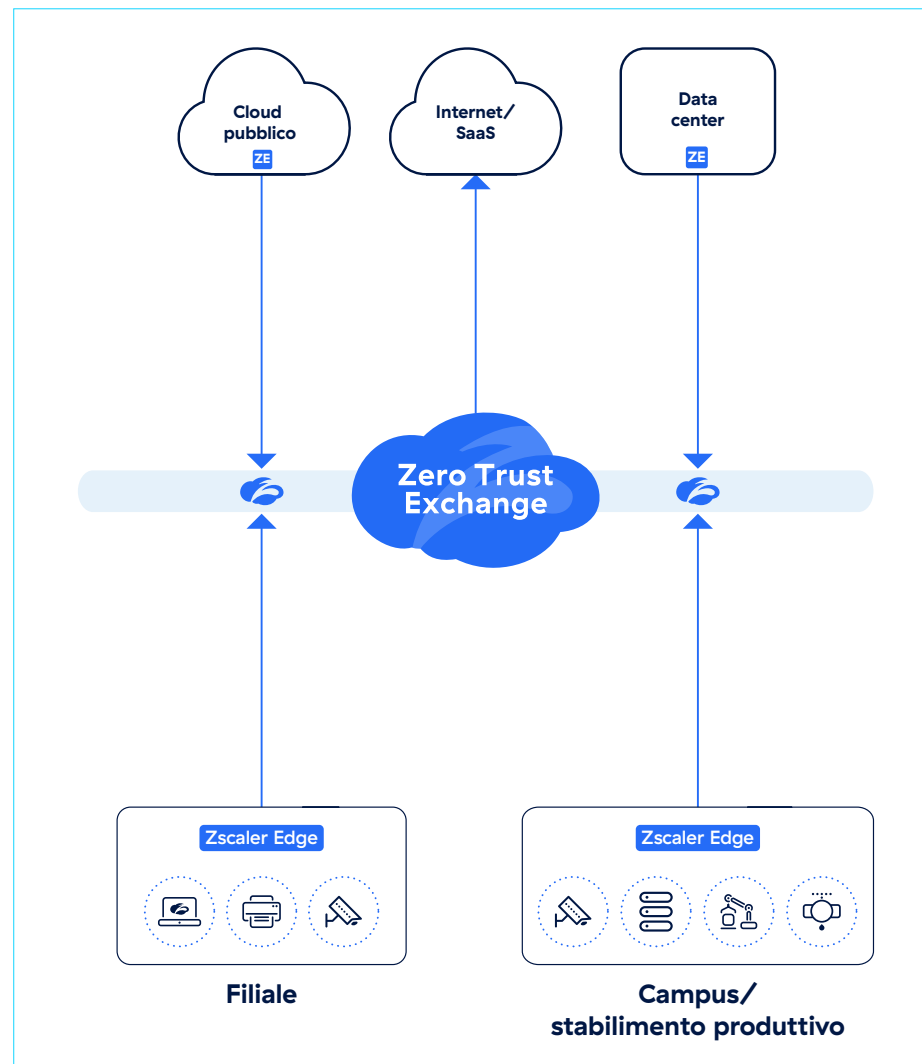 Cloud
pubblico
ZE
Internet/
SaaS
Data
center
ZE
Zero Trust
Exchange
Zscaler Edge
Filiale
Zscaler Edge
Campus/
stabilimento produttivo